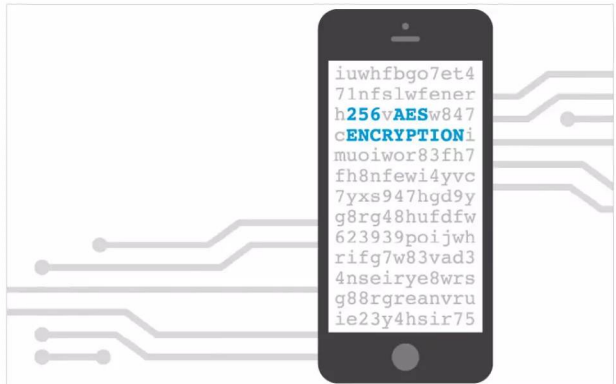 iuwhfbgo7et4
71nfslwfener
h256vAESw847
cENCRYPTIONi
muoiwor83fh7
fh8nfewi4yvc
7yxs947hgd9y
g8rg48hufdfw
623939poijwh
rifg7w83vad3
4nseirye8wrs
g88rgreanvru
ie23y4hsir75